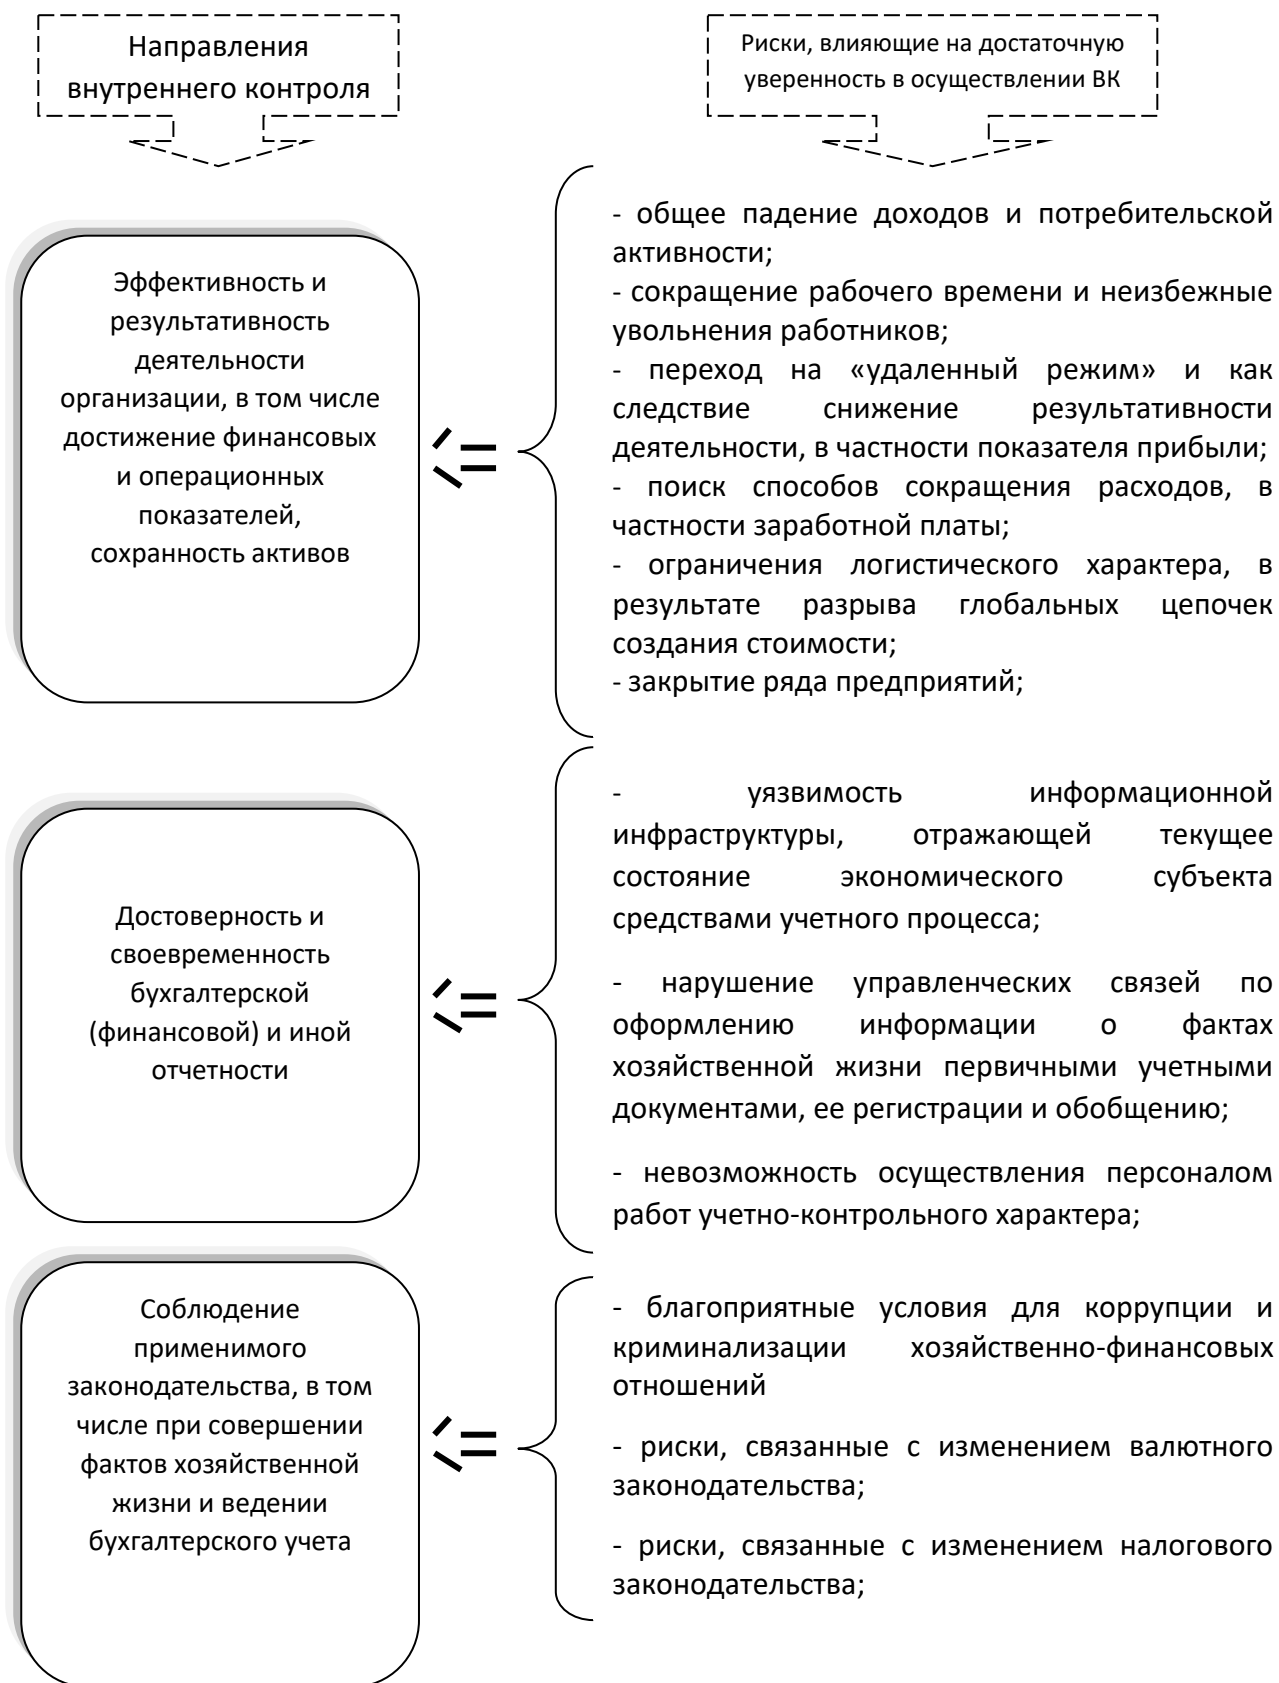 Направления
внутреннего контроля
Риски, влияющие на достаточную
уверенность в осуществлении ВК
Эффективность и
результативность
деятельности
организации, в том числе
достижение финансовых
и операционных
показателей,
сохранность активов
- общее падение доходов и потребительской
активности;
- сокращение рабочего времени и неизбежные
увольнения работников;
- переход на «удаленный режим» и как
следствие снижение результативности
деятельности, в частности показателя прибыли;
- поиск способов сокращения расходов, в
частности заработной платы;
- ограничения логистического характера, в
результате разрыва глобальных цепочек
создания стоимости;
- закрытие ряда предприятий;
Достоверность и
своевременность
бухгалтерской
(финансовой) и иной
отчетности
- уязвимость информационной
инфраструктуры, отражающей текущее
состояние экономического субъекта
средствами учетного процесса;
- нарушение управленческих связей по
оформлению информации о фактах
хозяйственной жизни первичными учетными
документами, ее регистрации и обобщению;
- невозможность осуществления персоналом
работ учетно-контрольного характера;
Соблюдение
применимого
законодательства, в том
числе при совершении
фактов хозяйственной
жизни и ведении
бухгалтерского учета
- благоприятные условия для коррупции и
криминализации хозяйственно-финансовых
отношений
- риски, связанные с изменением валютного
законодательства;
- риски, связанные с изменением налогового
законодательства;